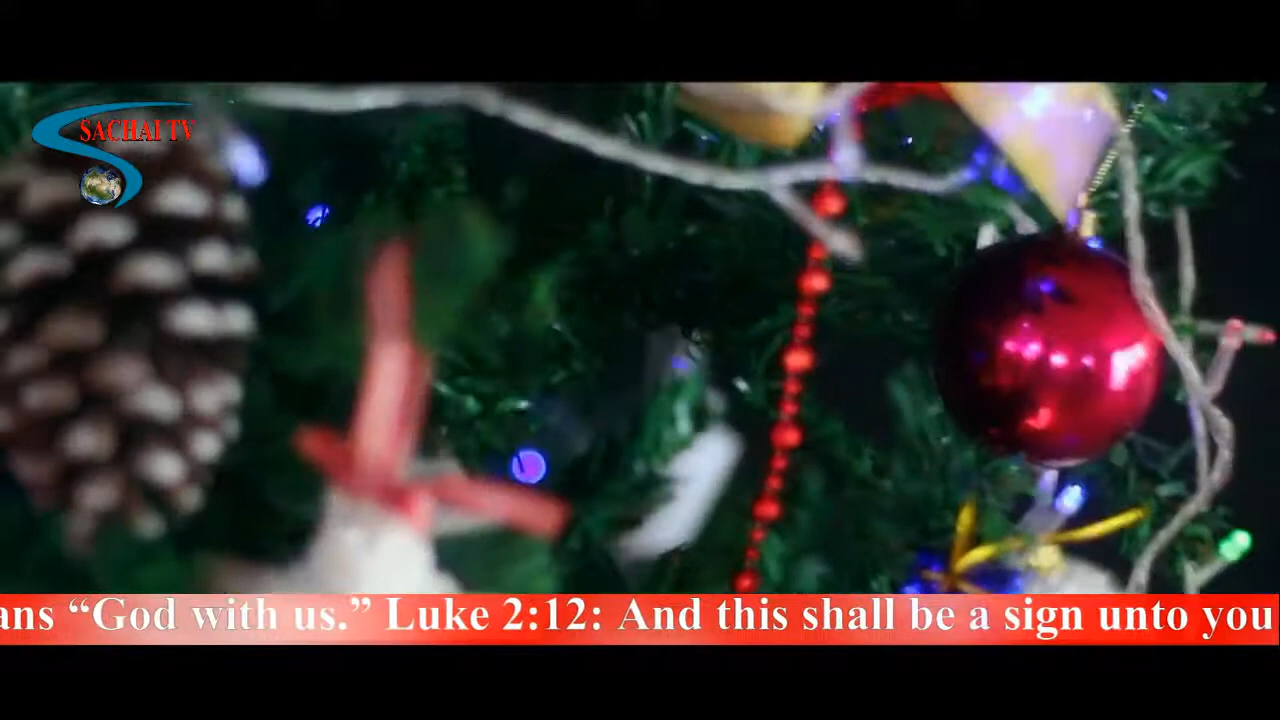 SACHAI TV
ans “God with us.” Luke 2:12: And this shall be a sign unto you